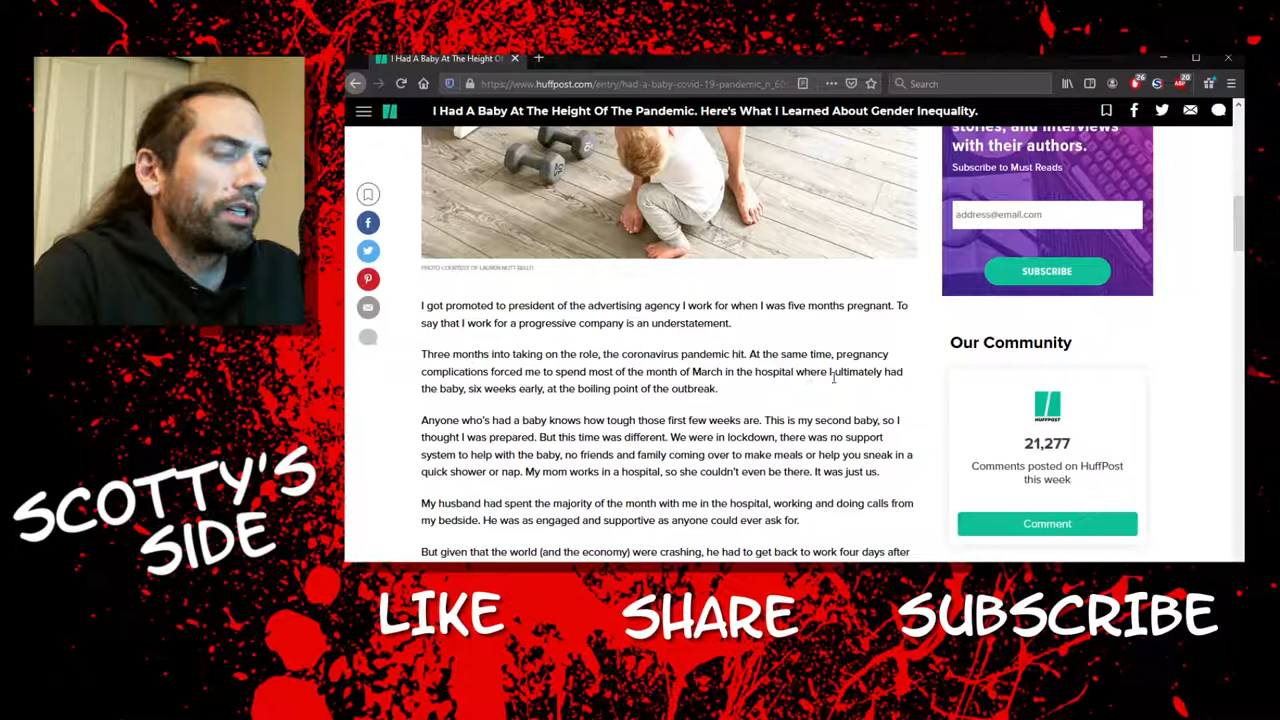 I Had A Baby At The Height Of
https://www.huffpost.com/entry/had-a-baby-covid-19-pandemic_n_60
Search
26
20
I Had A Baby At The Height Of The Pandemic. Here's What I Learned About Gender Inequality.
stories, and interviews
with their authors.
Subscribe to Must Reads
address@email.com
SUBSCRIBE
PHOTO COURTESY OF LAUREN NUTT BELLO
I got promoted to president of the advertising agency I work for when I was five months pregnant. To
say that I work for a progressive company is an understatement.
Three months into taking on the role, the coronavirus pandemic hit. At the same time, pregnancy
complications forced me to spend most of the month of March in the hospital where I ultimately had
the baby, six weeks early, at the boiling point of the outbreak.
Anyone who's had a baby knows how tough those first few weeks are. This is my second baby, so I
thought I was prepared. But this time was different. We were in lockdown, there was no support
system to help with the baby, no friends and family coming over to make meals or help you sneak in a
quick shower or nap. My mom works in a hospital, so she couldn't even be there. It was just us.
My husband had spent the majority of the month with me in the hospital, working and doing calls from
my bedside. He was as engaged and supportive as anyone could ever ask for.
But given that the world (and the economy) were crashing, he had to get back to work four days after
Our Community
HUFFPOST
21,277
Comments posted on HuffPost
this week
Comment
SCOTTY'S
SIDE
LIKE
SHARE
SUBSCRIBE